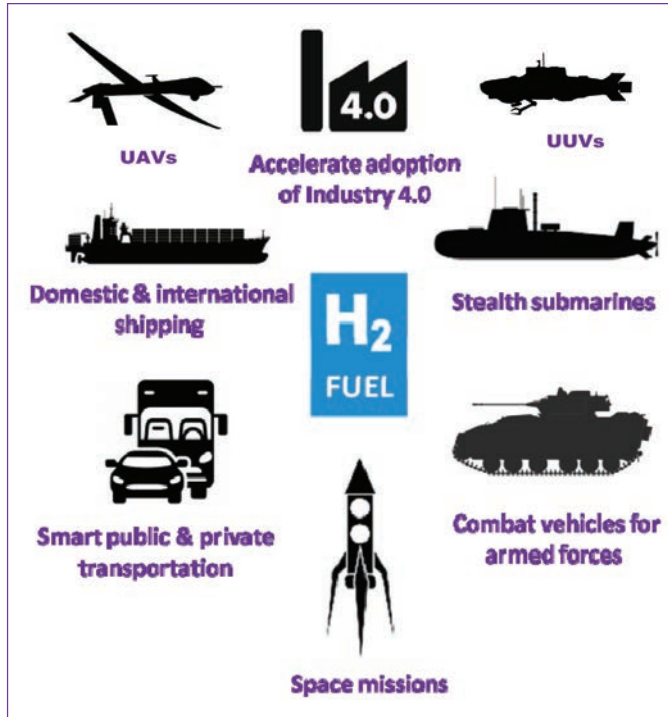 4.0
UAVs
UUVs
Accelerate adoption
of Industry 4.0
Domestic & international
shipping
Stealth submarines
H2
FUEL
Smart public & private
transportation
Combat vehicles for
armed forces
Space missions